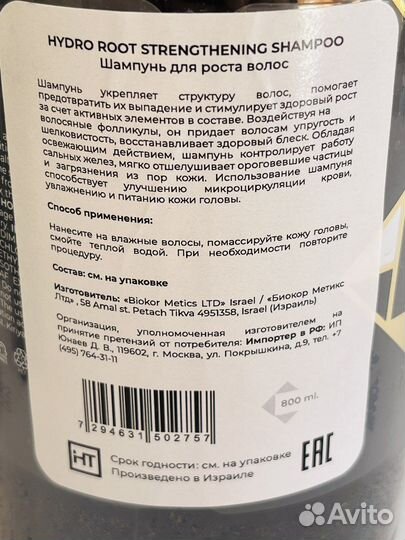 HYDRO ROOT STRENGTHENING SHAMPOO
Шампунь для роста волос
Шампунь укрепляет структуру волос, помогает
предотвратить их выпадение и стимулирует здоровый рост
за счет активных элементов в составе. Воздействуя на
волосяные фолликулы, он придает волосам упругость и
шелковистость, восстанавливает здоровый блеск. Обладая
освежающим действием, шампунь контролирует работу
сальных желез, мягко отшелушивает ороговевшие частицы
и загрязнения из пор кожи. Использование шампуня
способствует улучшению микроциркуляции крови,
увлажнению и питанию кожи головы.
Способ применения:
Нанесите на влажные волосы, помассируйте кожу головы,
смойте теплой водой. При необходимости повторите
процедуру.
Состав: см. на упаковке
Изготовитель: «Biokor Metics LTD» Israel / «Биокор Метикс
Лтд» , 58 Amal st. Petach Tikva 4951358, Israel (Израиль)
Организация, уполномоченная изготовителем на
принятие претензий от потребителя: Импортер в РФ: ИП
Юнаев Д. В., 119602, г. Москва, ул. Покрышкина, д.9, тел. +7
(495) 764-31-11
800 ml.
7 294631 502757
HT
Срок годности: см. на упаковке
Произведено в Израиле
EAC
Avito